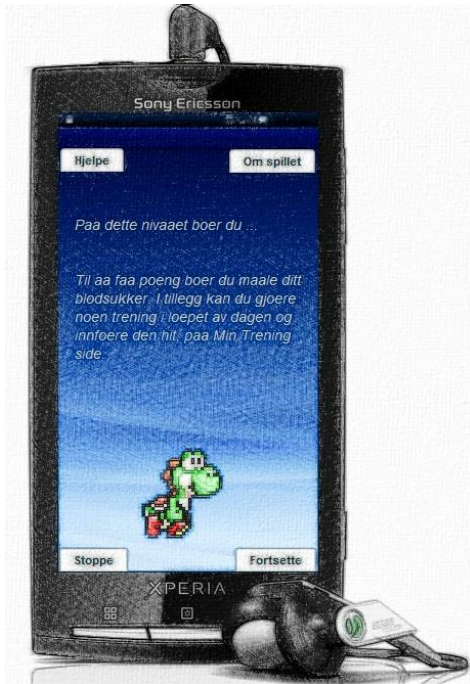 Sony Ericsson
Hjelpe
Om spillet
Paa dette nivaaet boer du ...
Til aa faa poeng boer du maale ditt
blodsukker. I tillegg kan du gjoere
noen trening i loepet av dagen og
innfoere den hit, paa Min Trening
side
Stoppe
Fortsette
XPERIA